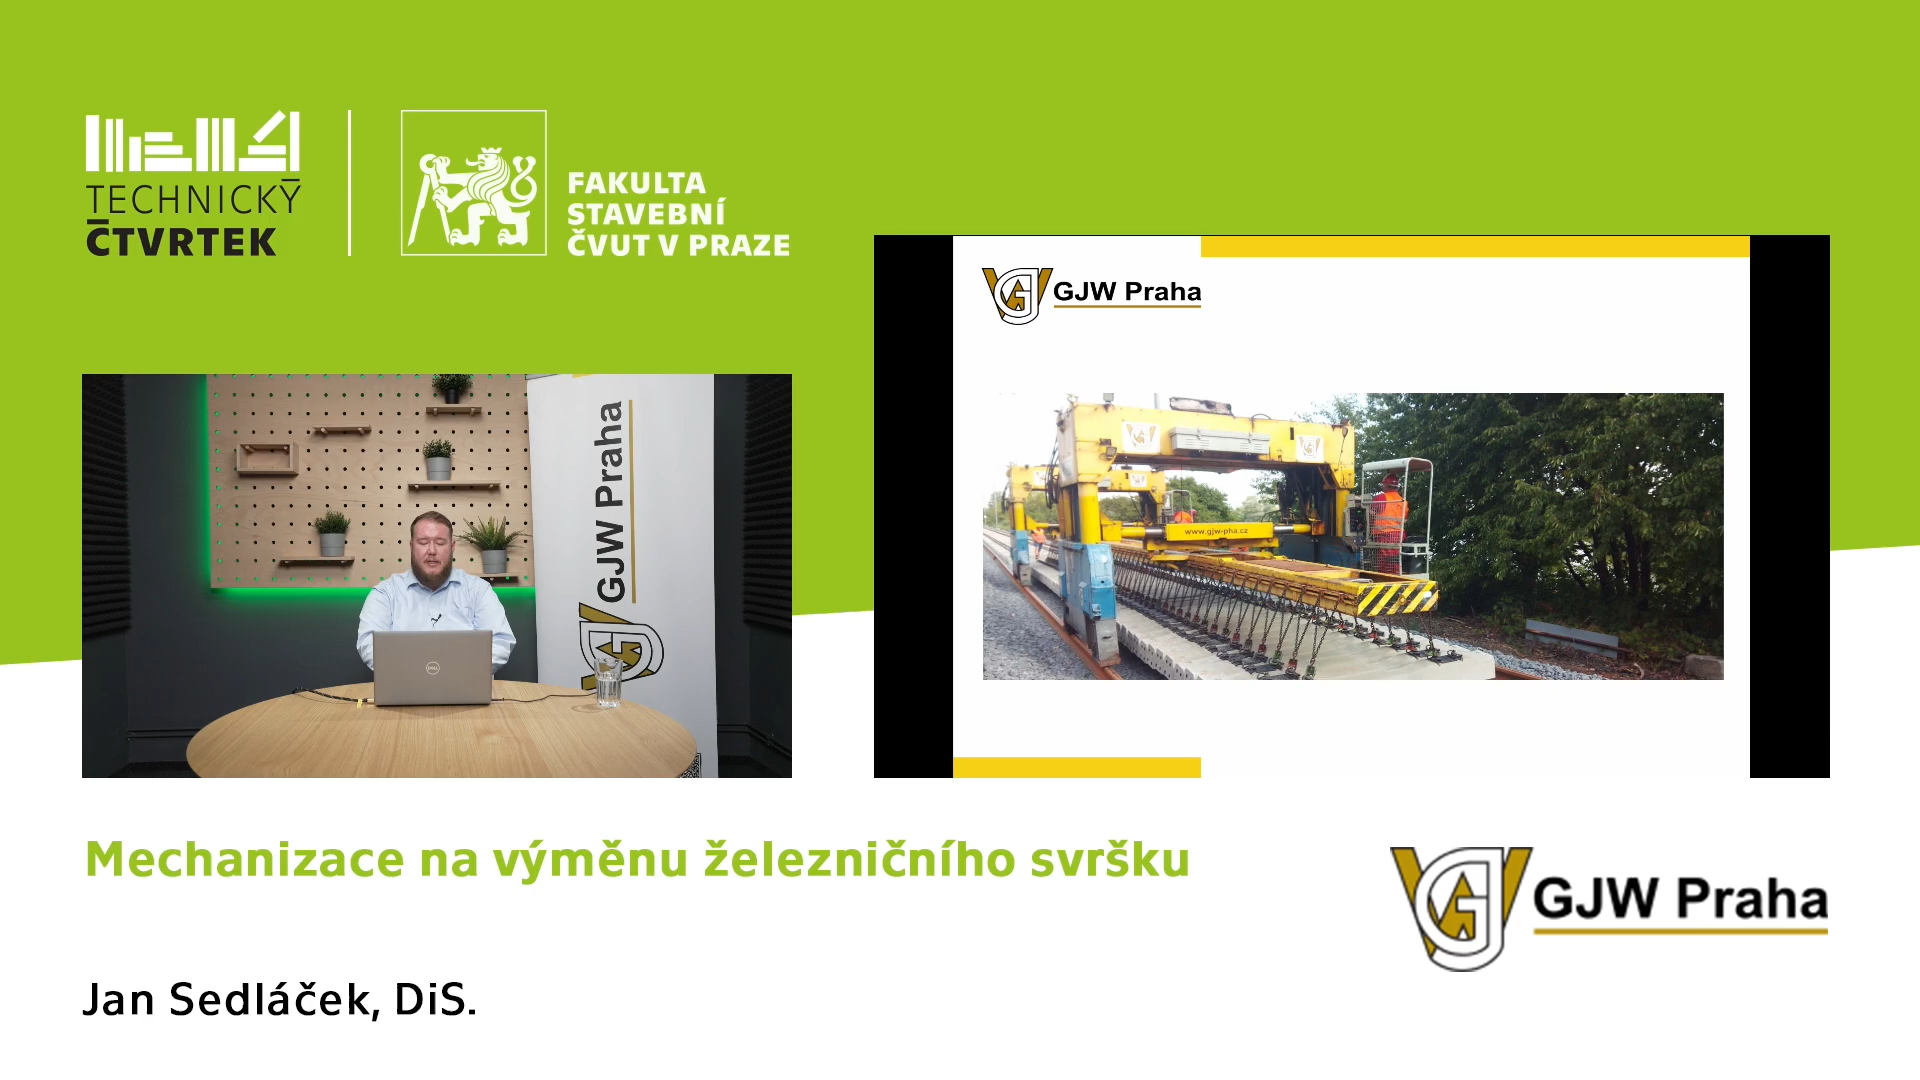 TECHNICKÝ
ČTVRTEK
FAKULTA
STAVEBNÍ
ČVUT V PRAZE
GJW Praha
www.gjw-pha.cz
GJW Praha
DELL
Mechanizace na výměnu železničního svršku
GJW Praha
Jan Sedláček, DiS.